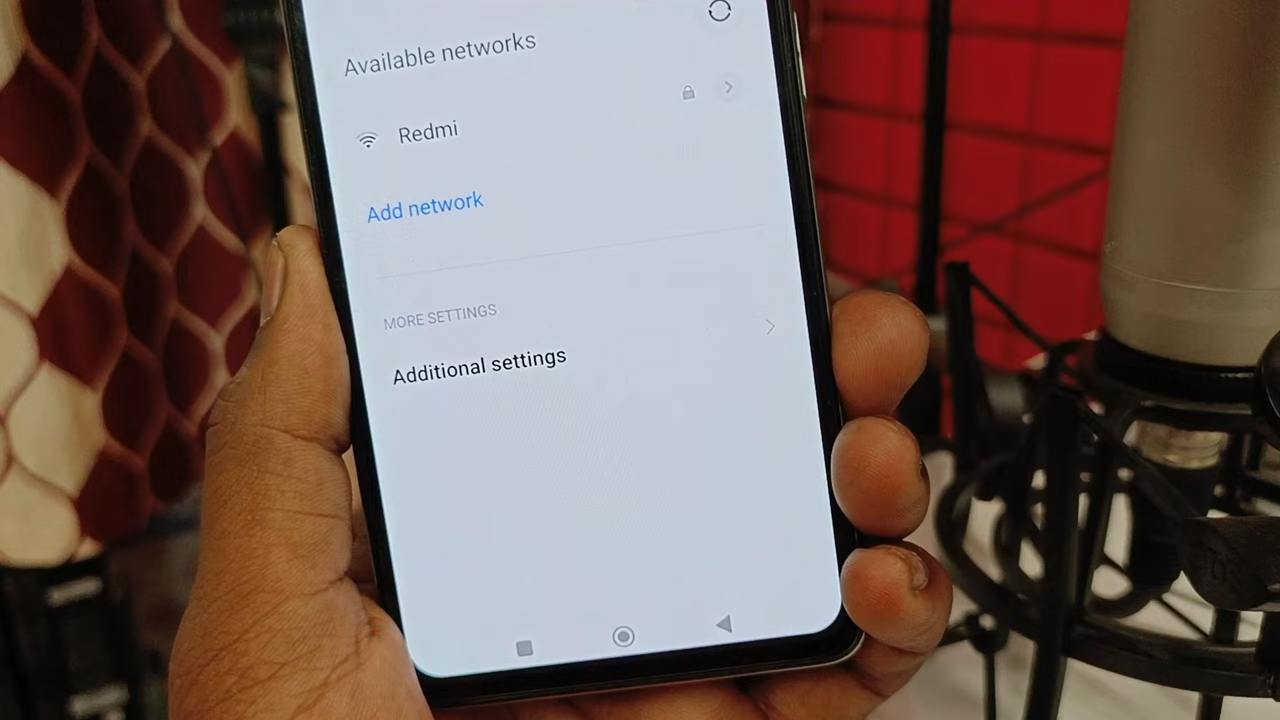 Available networks
Redmi
Add network
MORE SETTINGS
Additional settings